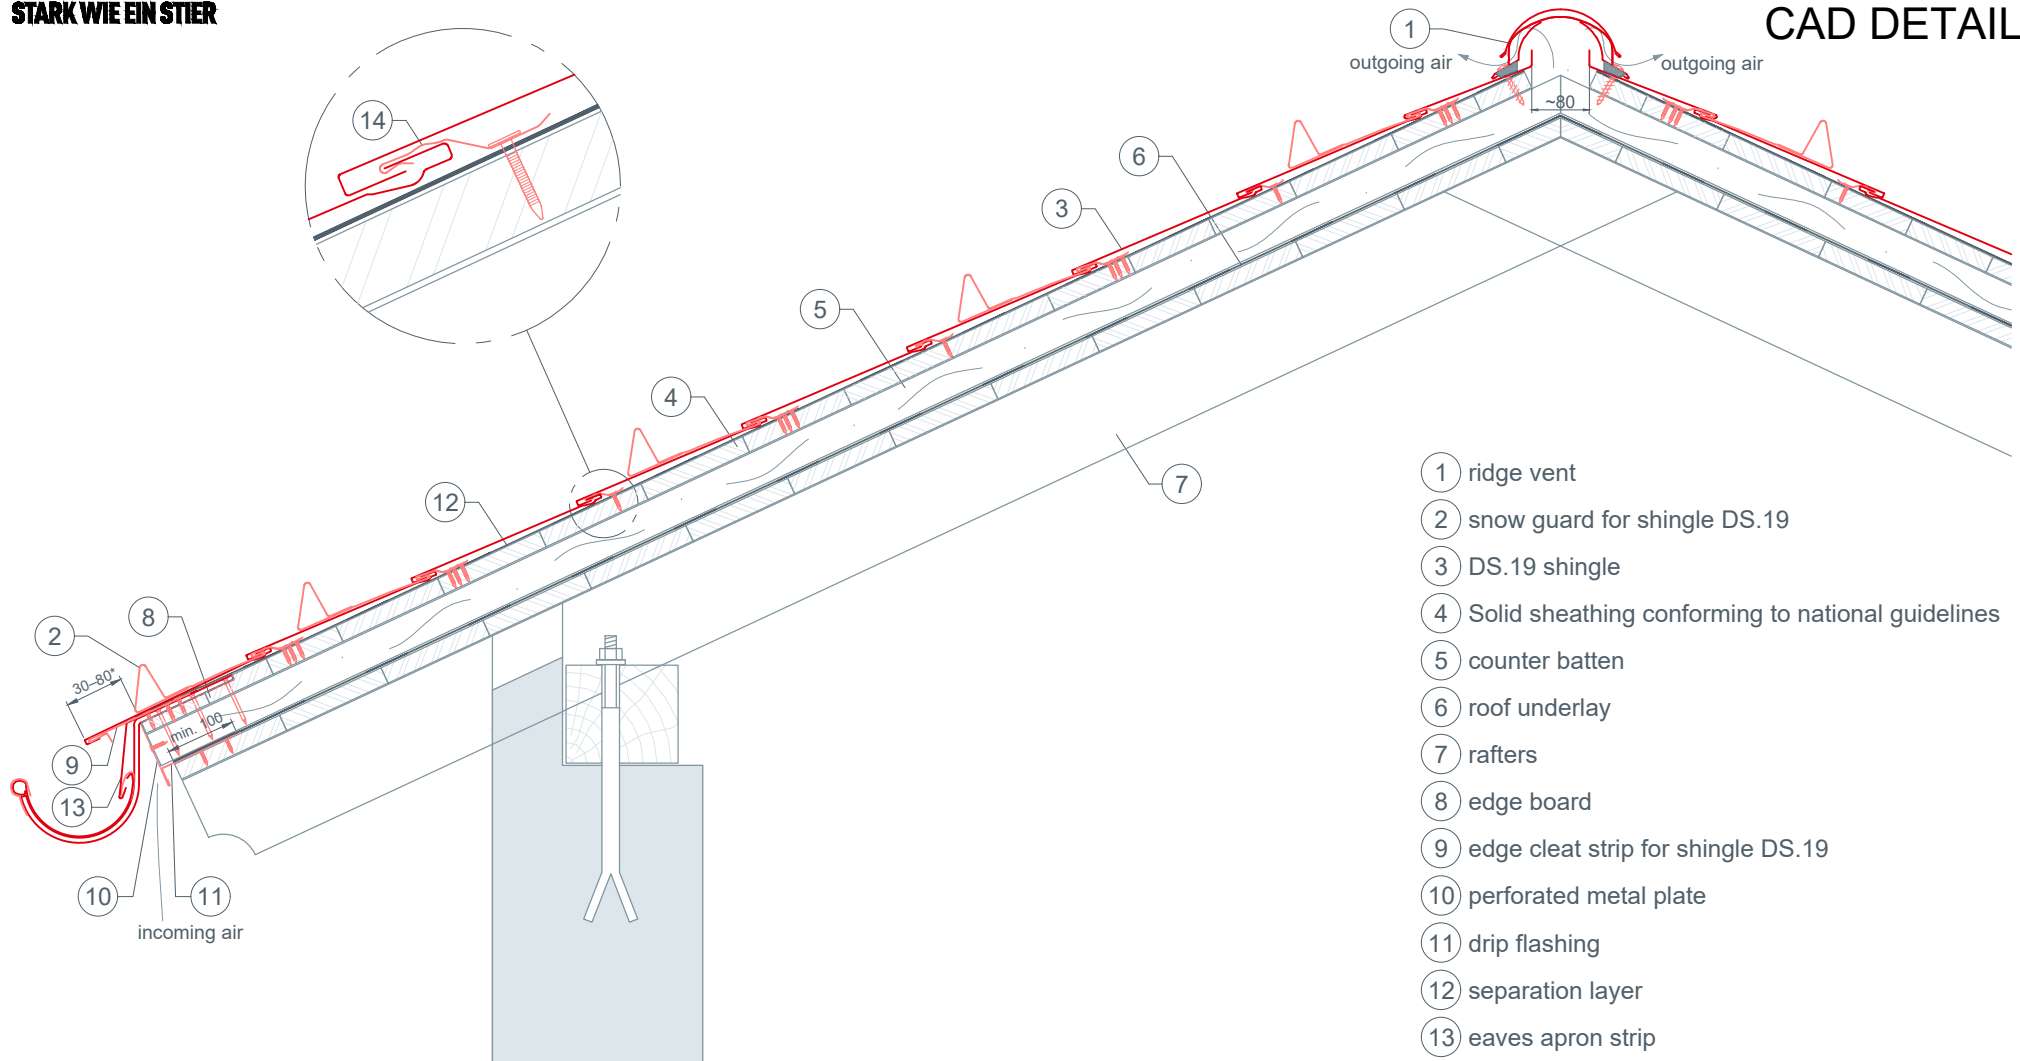 STARK WIE EIN STIER
CAD DETAIL
1
outgoing air
outgoing air
~80
14
6
3
5
4
7
12
8
2
30–80*
min. 100
9
13
10
11
incoming air
1 ridge vent
2 snow guard for shingle DS.19
3 DS.19 shingle
4 Solid sheathing conforming to national guidelines
5 counter batten
6 roof underlay
7 rafters
8 edge board
9 edge cleat strip for shingle DS.19
10 perforated metal plate
11 drip flashing
12 separation layer
13 eaves apron strip